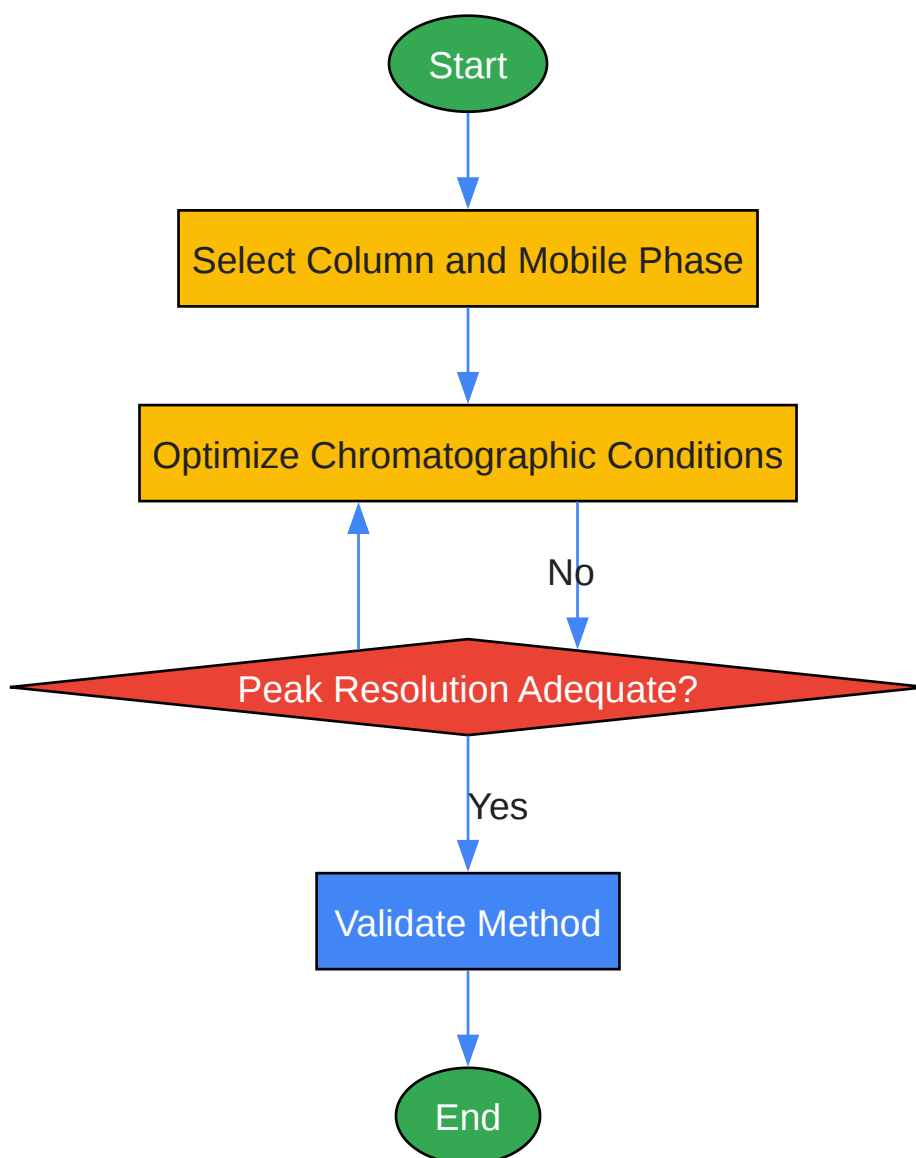 Start
Select Column and Mobile Phase
Optimize Chromatographic Conditions
No
Peak Resolution Adequate?
Yes
Validate Method
End